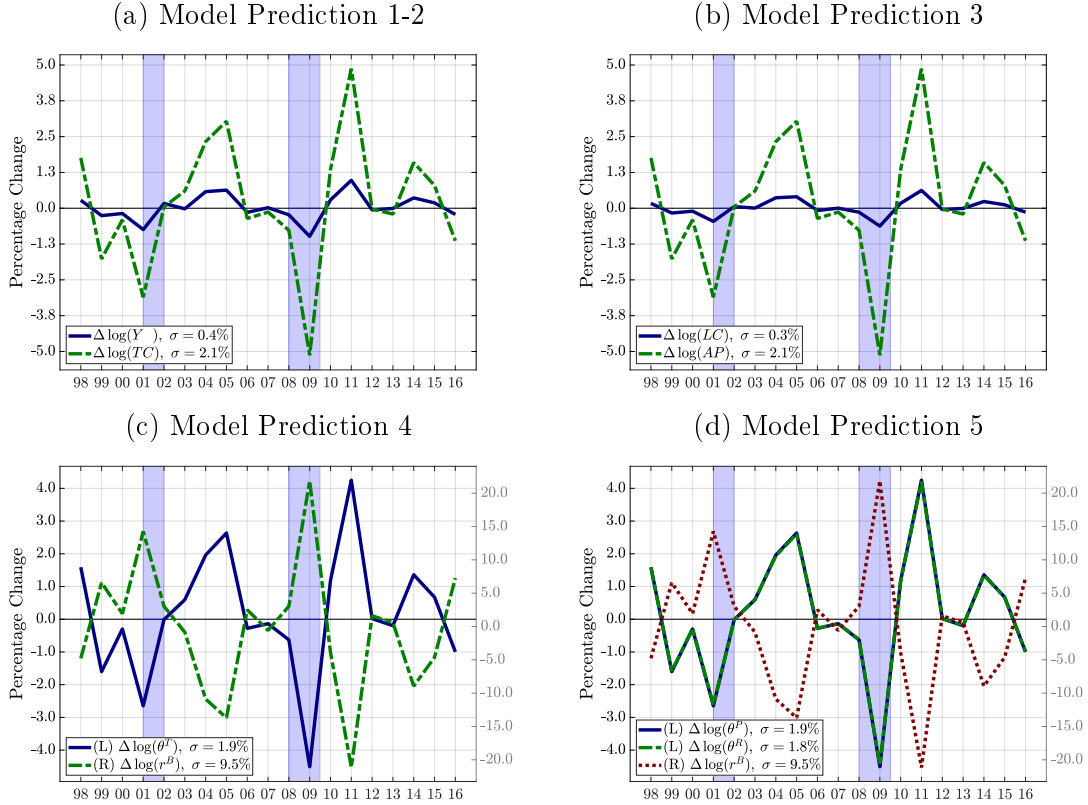 (a) Model Prediction 1-2
Percentage Change
5.0
3.8
2.5
1.3
0.0
-1.3
-2.5
-3.8
-5.0
Δ log(Y ), σ = 0.4%
Δ log(TC), σ = 2.1%
98 99 00 01 02 03 04 05 06 07 08 09 10 11 12 13 14 15 16
(b) Model Prediction 3
Percentage Change
5.0
3.8
2.5
1.3
0.0
-1.3
-2.5
-3.8
-5.0
Δ log(LC), σ = 0.3%
Δ log(AP), σ = 2.1%
98 99 00 01 02 03 04 05 06 07 08 09 10 11 12 13 14 15 16
(c) Model Prediction 4
Percentage Change
4.0
3.0
2.0
1.0
0.0
-1.0
-2.0
-3.0
-4.0
20.0
15.0
10.0
5.0
0.0
-5.0
-10.0
-15.0
-20.0
(L) Δ log(θ^T), σ = 1.9%
(R) Δ log(r^B), σ = 9.5%
98 99 00 01 02 03 04 05 06 07 08 09 10 11 12 13 14 15 16
(d) Model Prediction 5
Percentage Change
4.0
3.0
2.0
1.0
0.0
-1.0
-2.0
-3.0
-4.0
20.0
15.0
10.0
5.0
0.0
-5.0
-10.0
-15.0
-20.0
(L) Δ log(θ^P), σ = 1.9%
(L) Δ log(θ^R), σ = 1.8%
(R) Δ log(r^B), σ = 9.5%
98 99 00 01 02 03 04 05 06 07 08 09 10 11 12 13 14 15 16